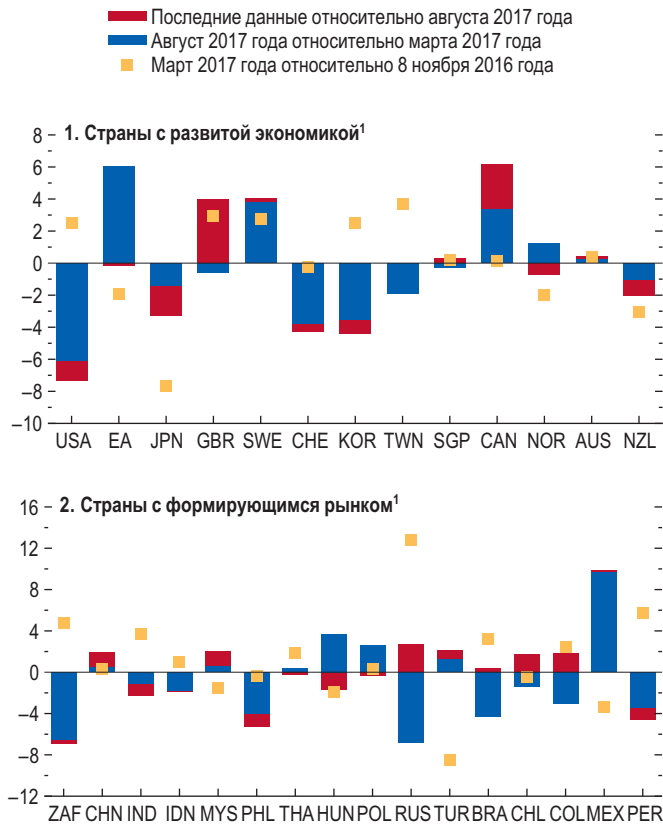 Последние данные относительно августа 2017 года
Август 2017 года относительно марта 2017 года
Март 2017 года относительно 8 ноября 2016 года
1. Страны с развитой экономикой¹
8
6
4
2
0
–2
–4
–6
–8
–10
USA EA JPN GBR SWE CHE KOR TWN SGP CAN NOR AUS NZL
2. Страны с формирующимся рынком¹
16
12
8
4
0
–4
–8
–12
ZAF CHN IND IDN MYS PHL THA HUN POL RUS TUR BRA CHL COL MEX PER